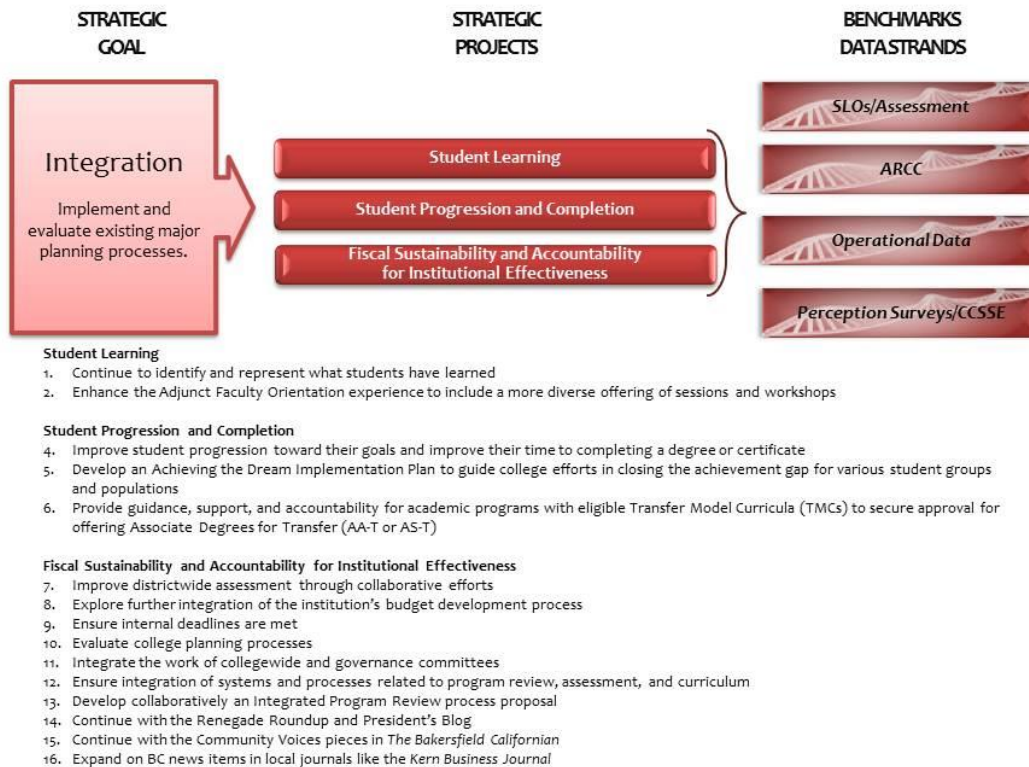 STRATEGIC
GOAL
STRATEGIC
PROJECTS
BENCHMARKS
DATA STRANDS
Integration
Implement and
evaluate existing major
planning processes.
Student Learning
Student Progression and Completion
Fiscal Sustainability and Accountability
for Institutional Effectiveness
SLOs/Assessment
ARCC
Operational Data
Perception Surveys/CCSSE
Student Learning
1. Continue to identify and represent what students have learned
2. Enhance the Adjunct Faculty Orientation experience to include a more diverse offering of sessions and workshops
Student Progression and Completion
4. Improve student progression toward their goals and improve their time to completing a degree or certificate
5. Develop an Achieving the Dream Implementation Plan to guide college efforts in closing the achievement gap for various student groups
and populations
6. Provide guidance, support, and accountability for academic programs with eligible Transfer Model Curricula (TMCs) to secure approval for
offering Associate Degrees for Transfer (AA-T or AS-T)
Fiscal Sustainability and Accountability for Institutional Effectiveness
7. Improve districtwide assessment through collaborative efforts
8. Explore further integration of the institution's budget development process
9. Ensure internal deadlines are met
10. Evaluate college planning processes
11. Integrate the work of collegewide and governance committees
12. Ensure integration of systems and processes related to program review, assessment, and curriculum
13. Develop collaboratively an Integrated Program Review process proposal
14. Continue with the Renegade Roundup and President's Blog
15. Continue with the Community Voices pieces in The Bakersfield Californian
16. Expand on BC news items in local journals like the Kern Business Journal